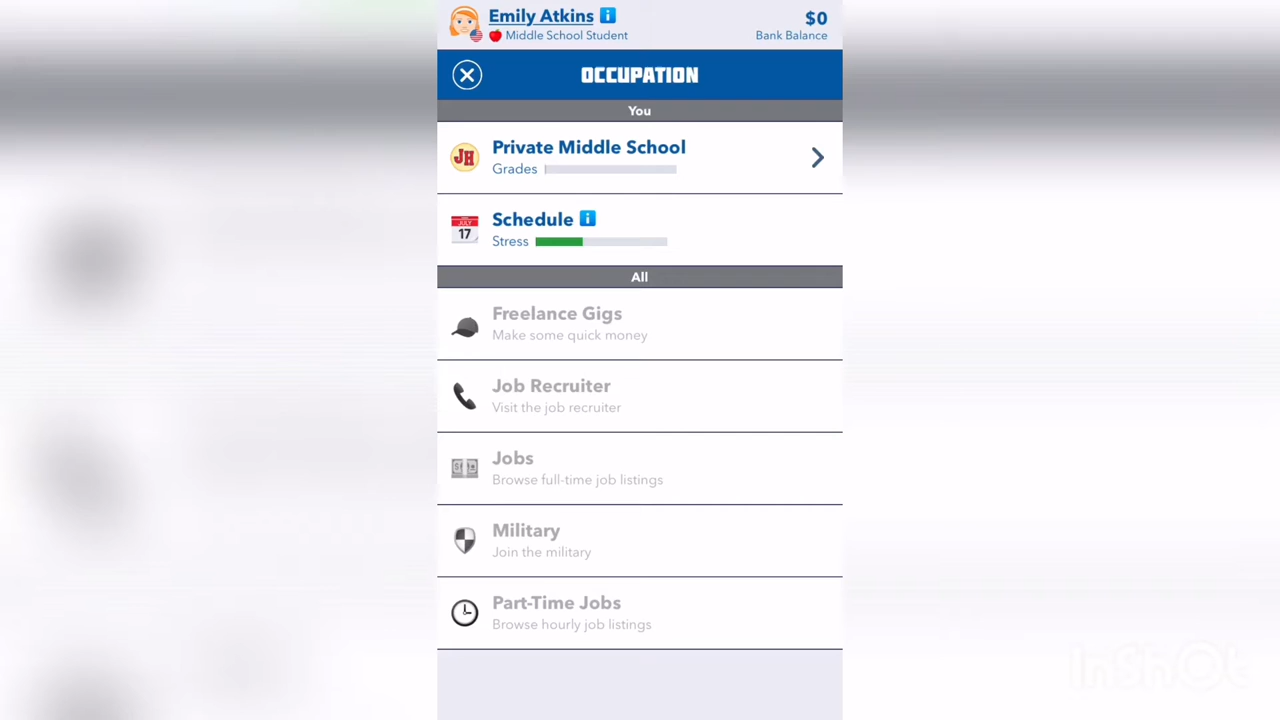 Emily Atkins
$0
Middle School Student
Bank Balance
OCCUPATION
You
JH
Private Middle School
Grades
JULY
17
Schedule
Stress
All
Freelance Gigs
Make some quick money
Job Recruiter
Visit the job recruiter
Jobs
Browse full-time job listings
Military
Join the military
Part-Time Jobs
Browse hourly job listings
InShOt